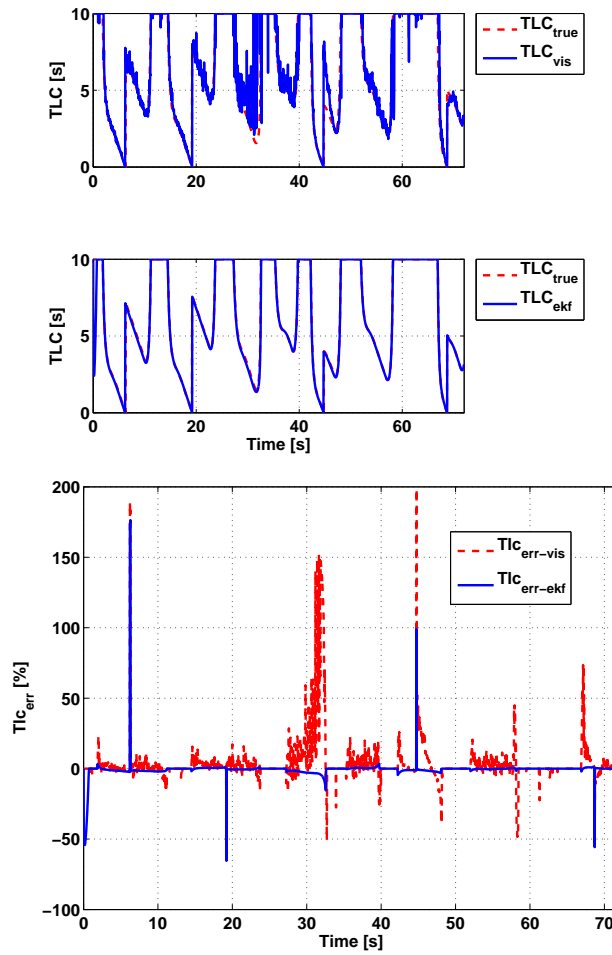 10
5
0
TLC [s]
0 20 40 60
TLC_true
TLC_vis
10
5
0
TLC [s]
0 20 40 60
Time [s]
TLC_true
TLC_ekf
200
150
100
50
0
−50
−100
Tlc_err [%]
0 10 20 30 40 50 60 70
Time [s]
Tlc_err−vis
Tlc_err−ekf